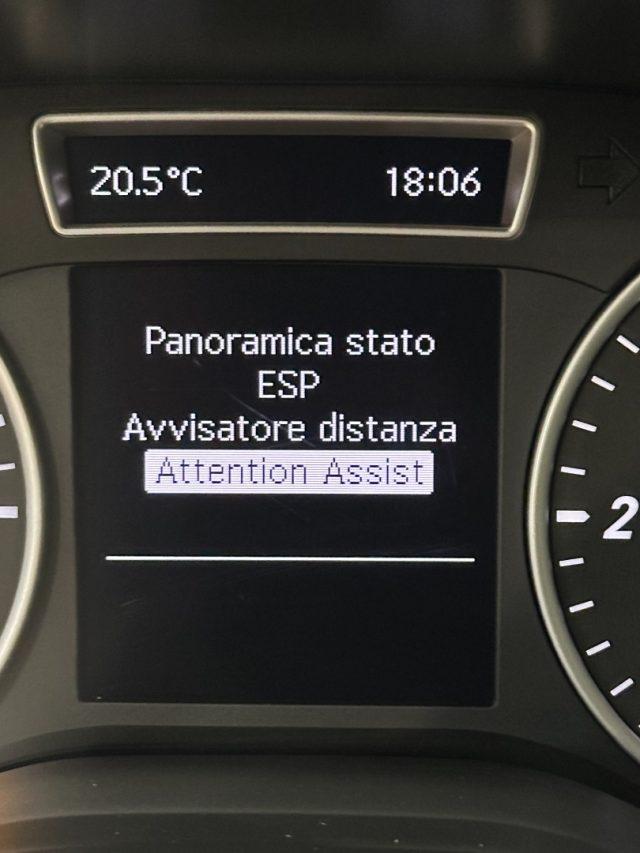 20.5°C 18:06
Panoramica stato
ESP
Avvisatore distanza
Attention Assist
2